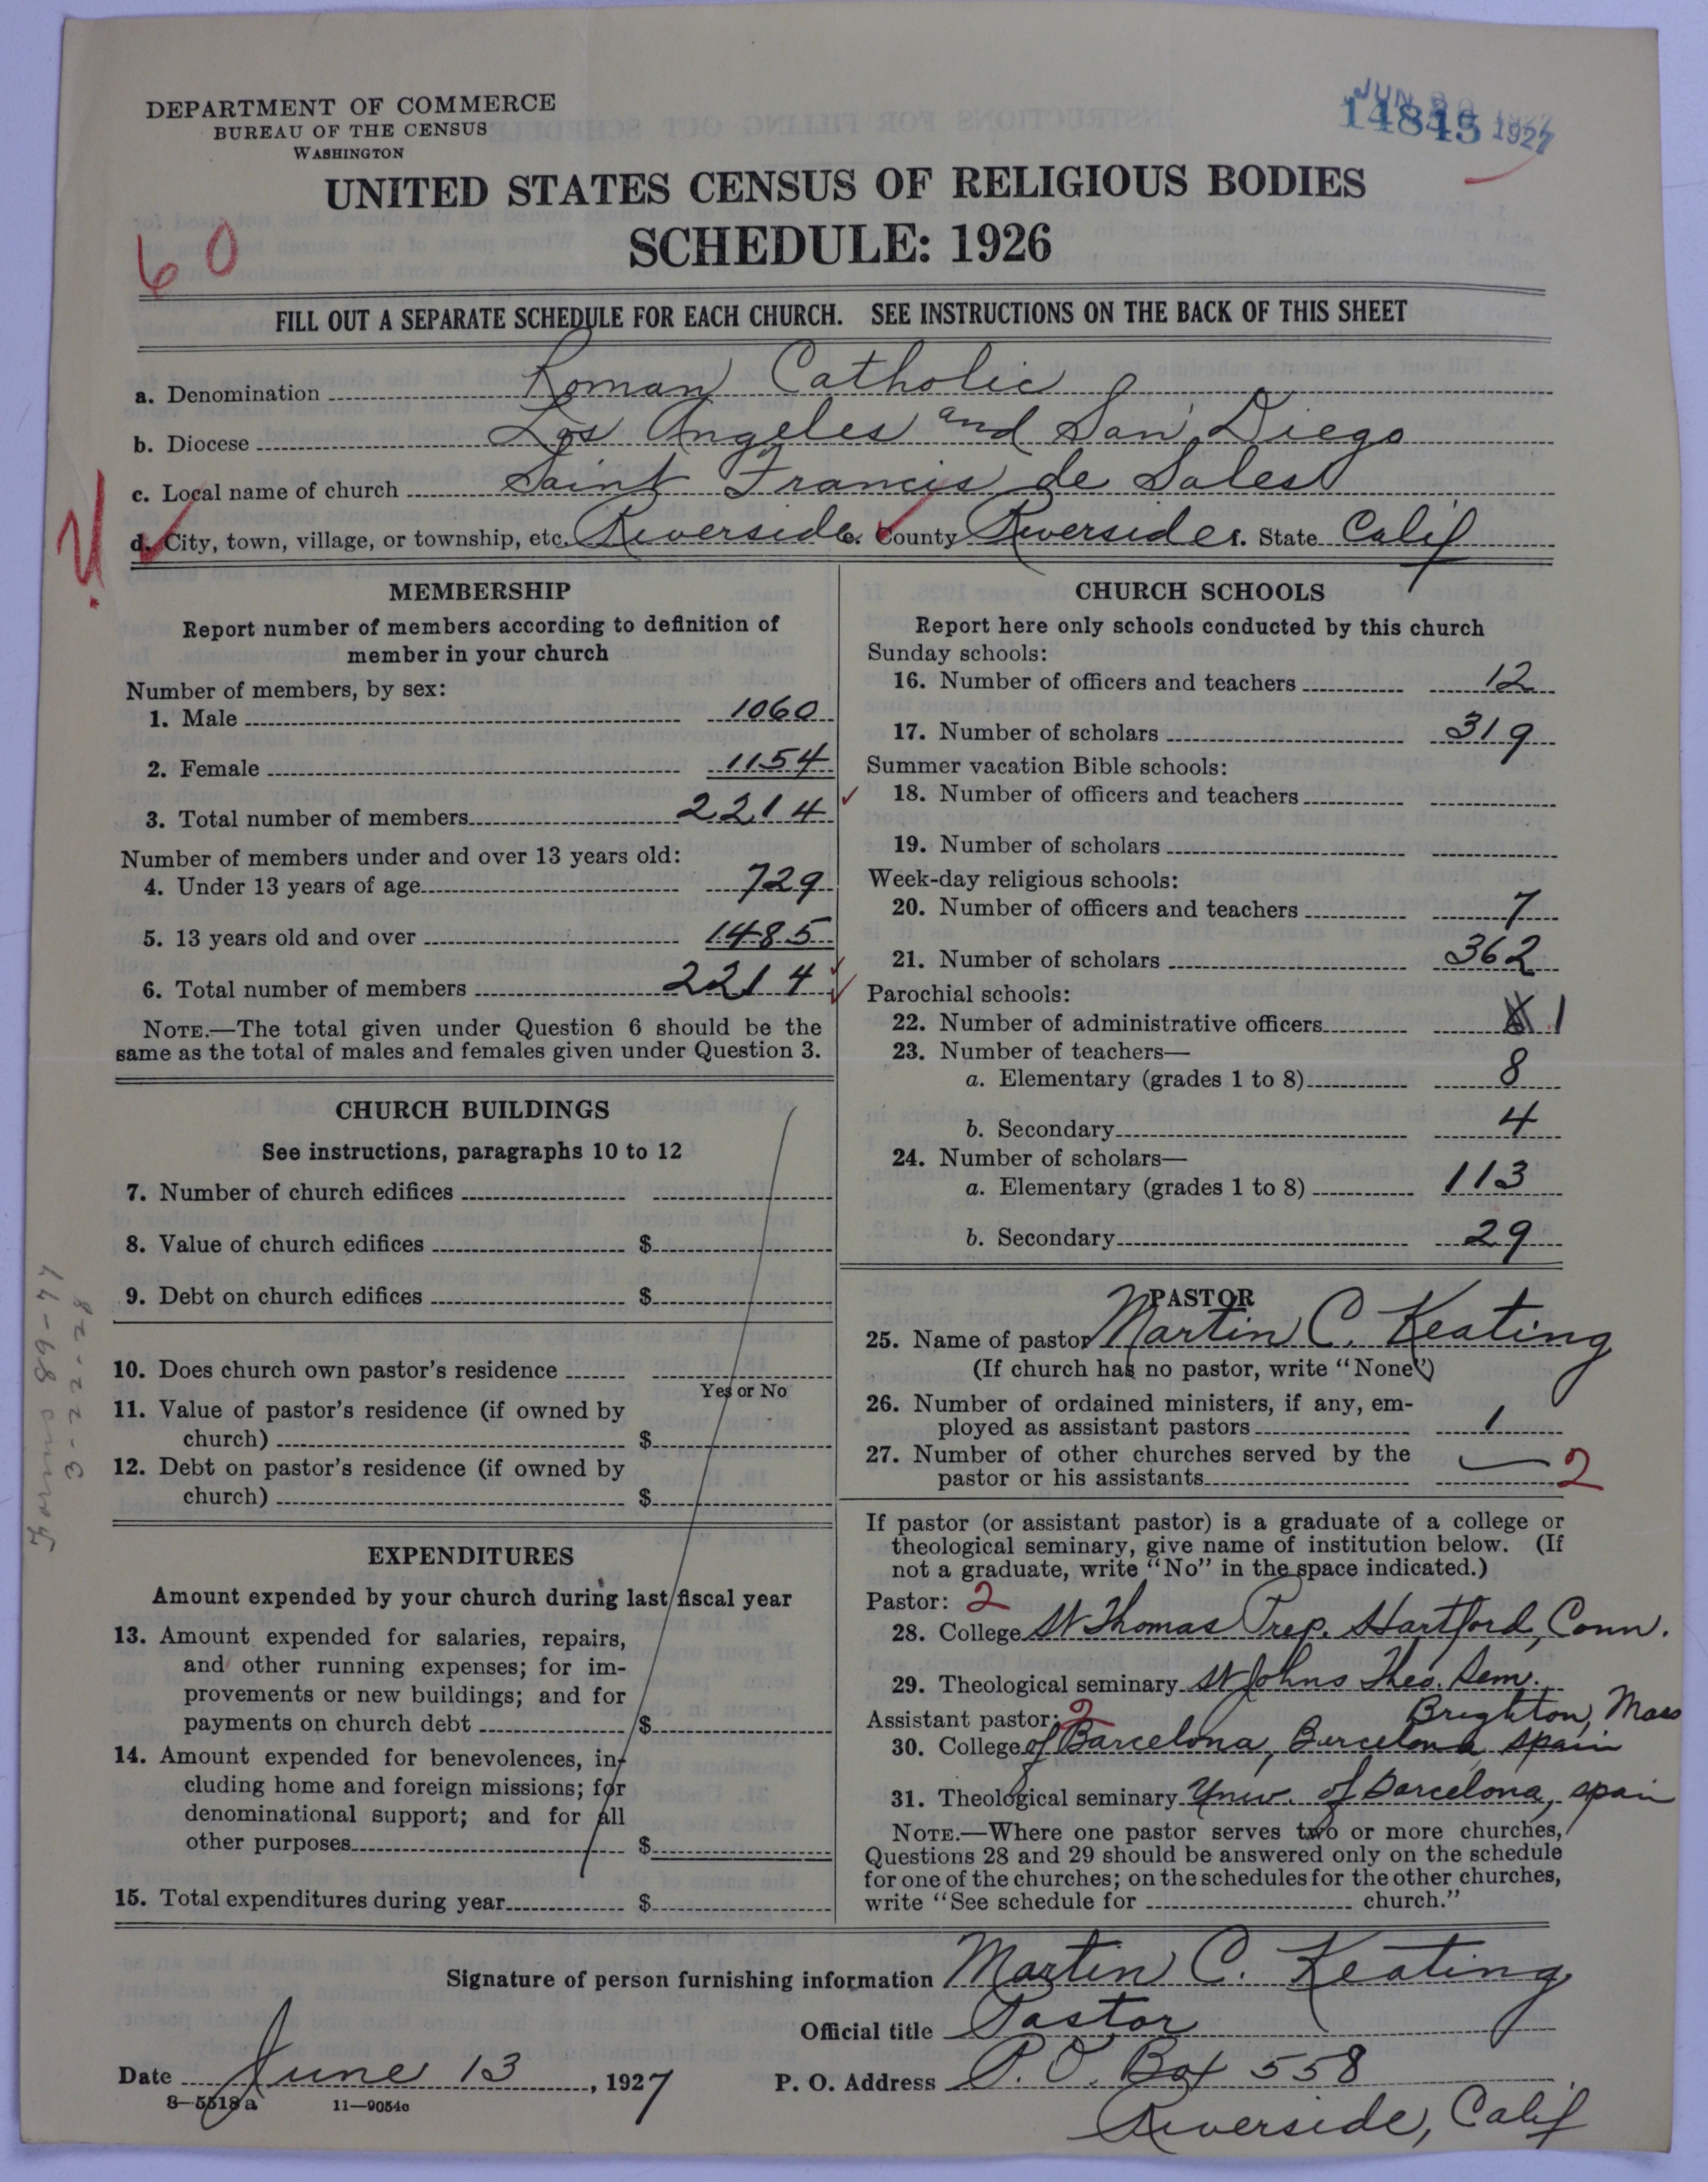 DEPARTMENT OF COMMERCE
BUREAU OF THE CENSUS
WASHINGTON
1927
UNITED STATES CENSUS OF RELIGIOUS BODIES
SCHEDULE: 1926
60
FILL OUT A SEPARATE SCHEDULE FOR EACH CHURCH. SEE INSTRUCTIONS ON THE BACK OF THIS SHEET
a. Denomination Roman Catholic
b. Diocese Los Angeles and San Diego
c. Local name of church Saint Francis de Sales
d. City, town, village, or township, etc. Riverside e. County Riverside f. State Calif
MEMBERSHIP
Report number of members according to definition of
member in your church
Number of members, by sex:
1. Male 1060
2. Female 1154
3. Total number of members 2214
Number of members under and over 13 years old:
4. Under 13 years of age 729
5. 13 years old and over 1485
6. Total number of members 2214
NOTE.—The total given under Question 6 should be the
same as the total of males and females given under Question 3.
CHURCH BUILDINGS
See instructions, paragraphs 10 to 12
7. Number of church edifices
8. Value of church edifices $
9. Debt on church edifices $
10. Does church own pastor's residence
Yes or No
11. Value of pastor's residence (if owned by
church) $
12. Debt on pastor's residence (if owned by
church) $
EXPENDITURES
Amount expended by your church during last fiscal year
13. Amount expended for salaries, repairs,
and other running expenses; for im-
provements or new buildings; and for
payments on church debt $
14. Amount expended for benevolences, in-
cluding home and foreign missions; for
denominational support; and for all
other purposes $
15. Total expenditures during year $
Forms 89-77
3-22-28
CHURCH SCHOOLS
Report here only schools conducted by this church
Sunday schools:
16. Number of officers and teachers 12
17. Number of scholars 319
Summer vacation Bible schools:
18. Number of officers and teachers
19. Number of scholars
Week-day religious schools:
20. Number of officers and teachers 7
21. Number of scholars 362
Parochial schools:
22. Number of administrative officers 1
23. Number of teachers—
a. Elementary (grades 1 to 8) 8
b. Secondary 4
24. Number of scholars—
a. Elementary (grades 1 to 8) 113
b. Secondary 29
PASTOR
25. Name of pastor Martin C. Keating
(If church has no pastor, write "None")
26. Number of ordained ministers, if any, em-
ployed as assistant pastors 1
27. Number of other churches served by the
pastor or his assistants 2
If pastor (or assistant pastor) is a graduate of a college or
theological seminary, give name of institution below. (If
not a graduate, write "No" in the space indicated.)
Pastor: 2
28. College St Thomas Prep. Hartford, Conn.
29. Theological seminary St Johns Theo. Sem.
Brighton, Mass
Assistant pastor: 2
30. College of Barcelona, Barcelona, Spain
31. Theological seminary Univ. of Barcelona, Spain
NOTE.—Where one pastor serves two or more churches,
Questions 28 and 29 should be answered only on the schedule
for one of the churches; on the schedules for the other churches,
write "See schedule for church."
Signature of person furnishing information Martin C. Keating
Official title Pastor
Date June 13, 1927
P. O. Address P.O. Box 558
Riverside, Calif
8—5518 a 11—9054c